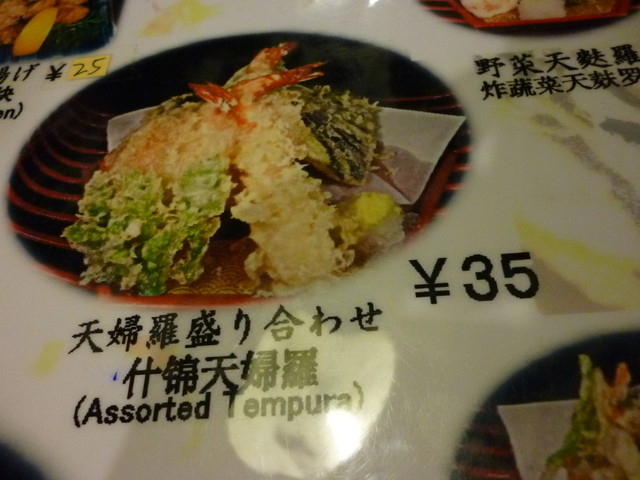 揚げ ¥25
野菜天麩羅
炸蔬菜天麸罗
¥35
天婦羅盛り合わせ
什锦天婦羅
(Assorted Tempura)